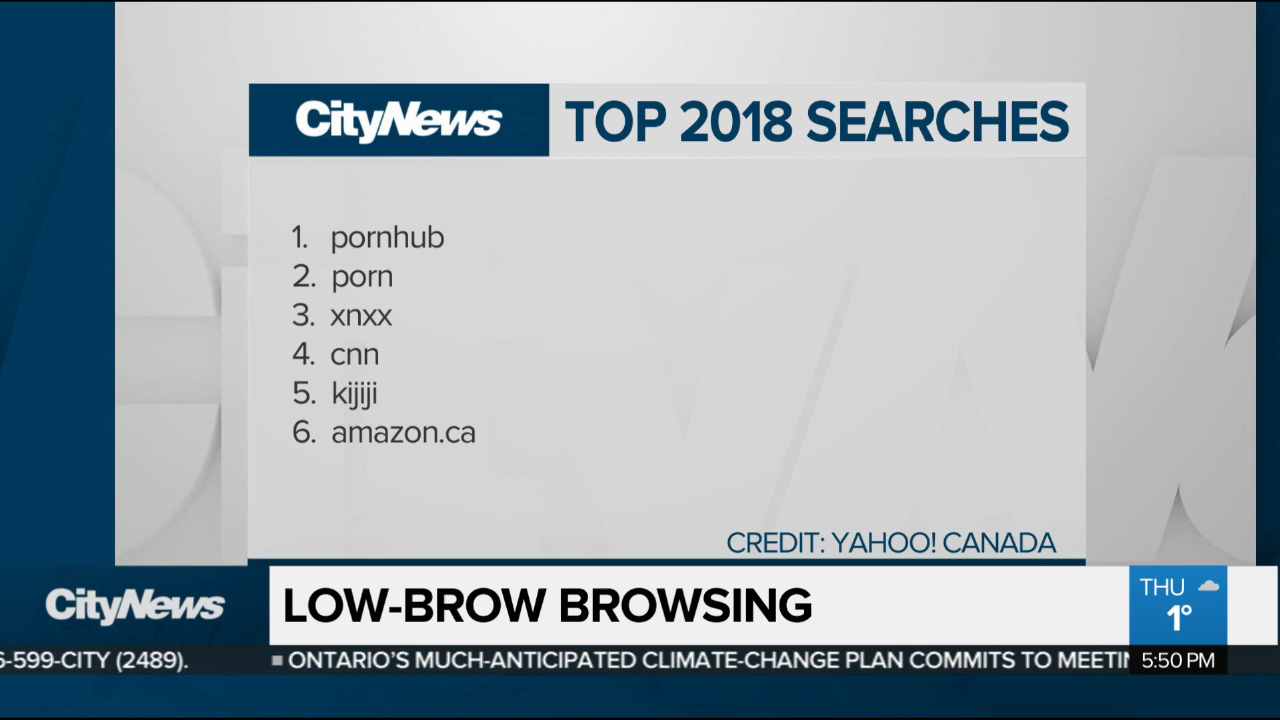 CityNews TOP 2018 SEARCHES
1. pornhub
2. porn
3. xnxx
4. cnn
5. kijiji
6. amazon.ca
CREDIT: YAHOO! CANADA
CityNews LOW-BROW BROWSING
THU
1°
6-599-CITY (2489). ■ ONTARIO'S MUCH-ANTICIPATED CLIMATE-CHANGE PLAN COMMITS TO 5:50 PM